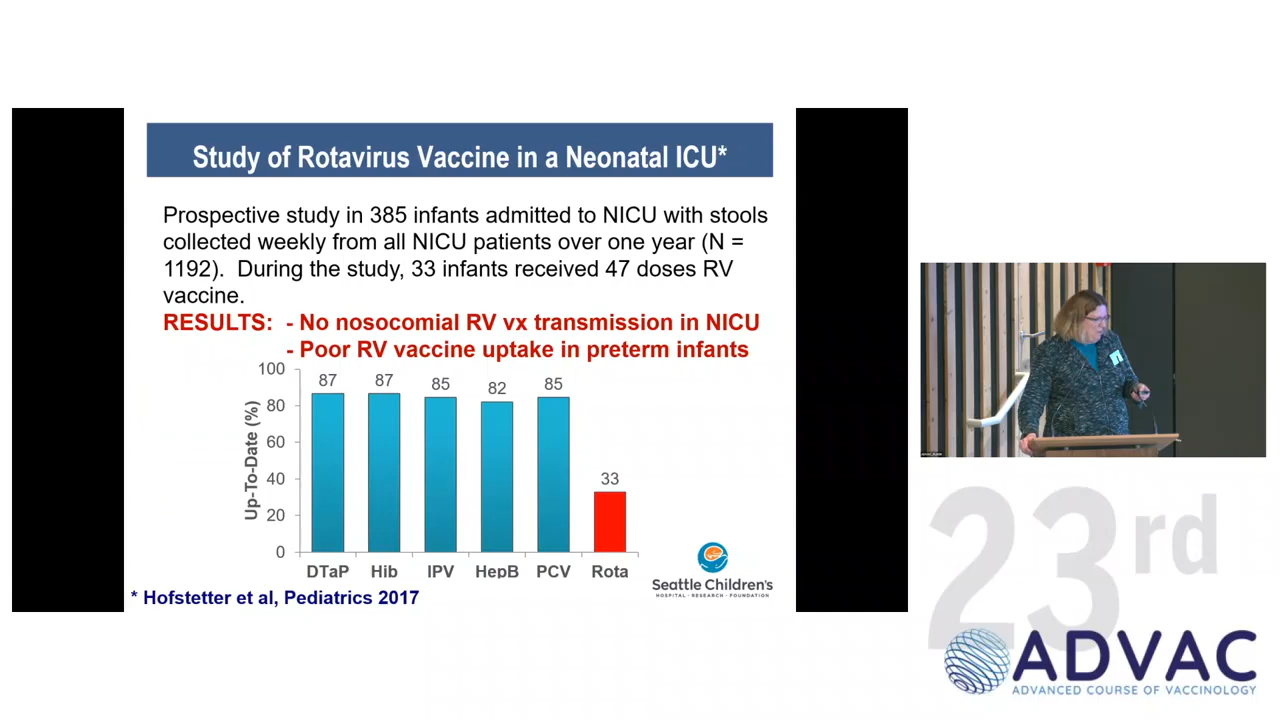 Study of Rotavirus Vaccine in a Neonatal ICU*
Prospective study in 385 infants admitted to NICU with stools
collected weekly from all NICU patients over one year (N =
1192). During the study, 33 infants received 47 doses RV
vaccine.
RESULTS: - No nosocomial RV vx transmission in NICU
- Poor RV vaccine uptake in preterm infants
Up-To-Date (%)
100
80
60
40
20
0
87
87
85
82
85
33
DTaP Hib IPV HepB PCV Rota
* Hofstetter et al, Pediatrics 2017
Seattle Children's
HOSPITAL • RESEARCH • FOUNDATION
23rd
ADVAC
ADVANCED COURSE OF VACCINOLOGY